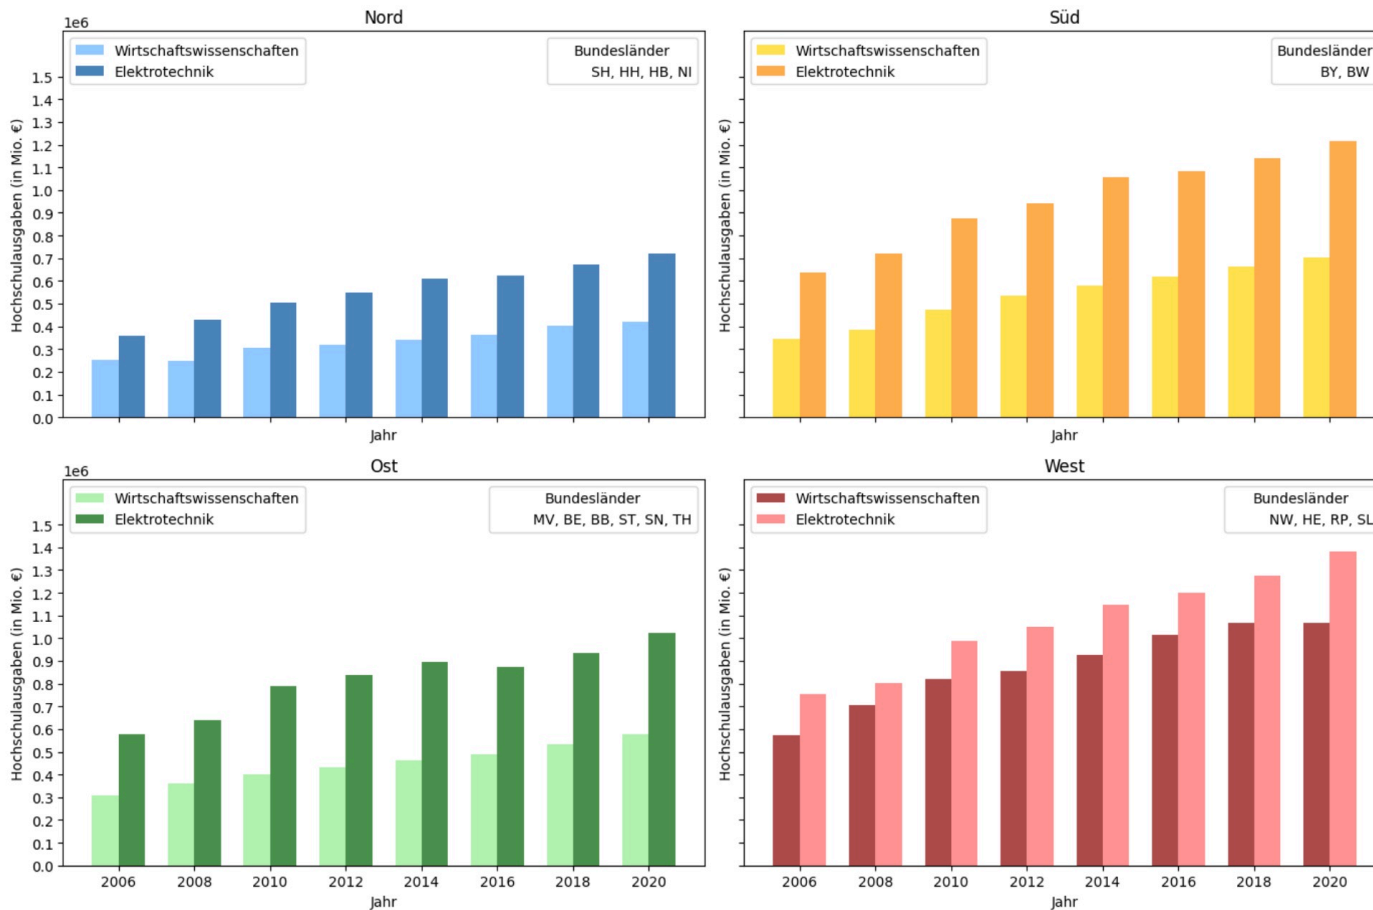 Nord
1e6
Wirtschaftswissenschaften
Elektrotechnik
Bundesländer
SH, HH, HB, NI
Hochschulausgaben (in Mio. €)
1.5
1.4
1.3
1.2
1.1
1.0
0.9
0.8
0.7
0.6
0.5
0.4
0.3
0.2
0.1
0.0
Jahr
Süd
Wirtschaftswissenschaften
Elektrotechnik
Bundesländer
BY, BW
Hochschulausgaben (in Mio. €)
Jahr
Ost
1e6
Wirtschaftswissenschaften
Elektrotechnik
Bundesländer
MV, BE, BB, ST, SN, TH
Hochschulausgaben (in Mio. €)
1.5
1.4
1.3
1.2
1.1
1.0
0.9
0.8
0.7
0.6
0.5
0.4
0.3
0.2
0.1
0.0
2006 2008 2010 2012 2014 2016 2018 2020
Jahr
West
Wirtschaftswissenschaften
Elektrotechnik
Bundesländer
NW, HE, RP, SL
Hochschulausgaben (in Mio. €)
2006 2008 2010 2012 2014 2016 2018 2020
Jahr